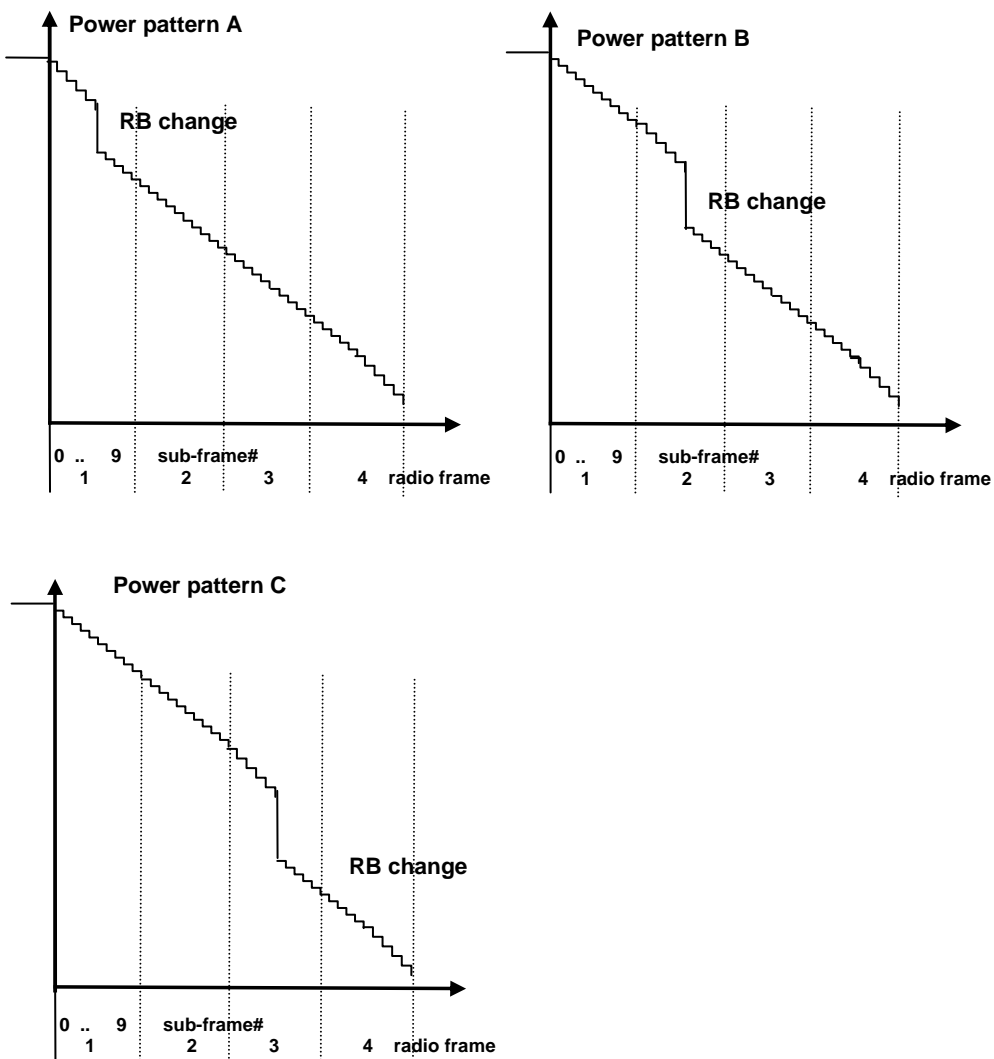 Power pattern A
RB change
0 .. 9 sub-frame#
1 2 3 4 radio frame
Power pattern B
RB change
0 .. 9 sub-frame#
1 2 3 4 radio frame
Power pattern C
RB change
0 .. 9 sub-frame#
1 2 3 4 radio frame